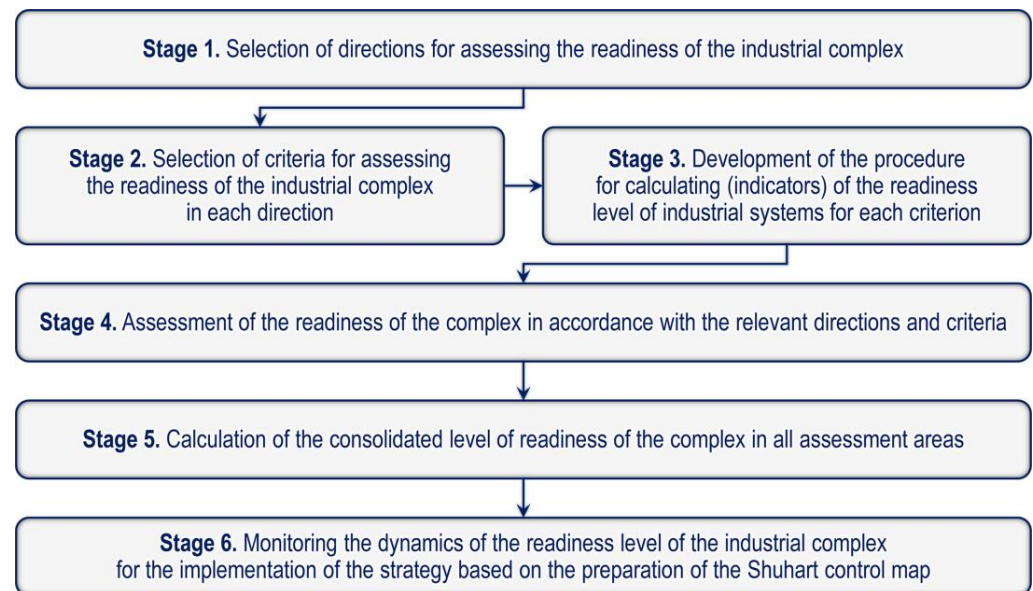 Stage 1. Selection of directions for assessing the readiness of the industrial complex
Stage 2. Selection of criteria for assessing
the readiness of the industrial complex
in each direction
Stage 3. Development of the procedure
for calculating (indicators) of the readiness
level of industrial systems for each criterion
Stage 4. Assessment of the readiness of the complex in accordance with the relevant directions and criteria
Stage 5. Calculation of the consolidated level of readiness of the complex in all assessment areas
Stage 6. Monitoring the dynamics of the readiness level of the industrial complex
for the implementation of the strategy based on the preparation of the Shuhart control map